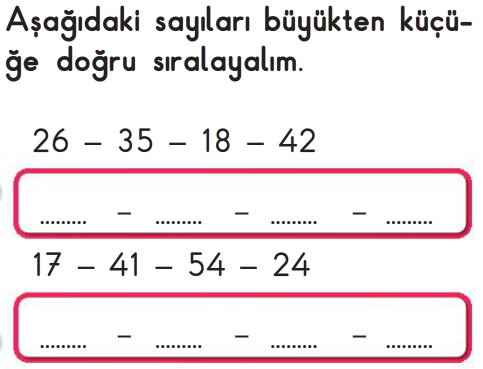 Aşağıdaki sayıları büyükten küçü-
ğe doğru sıralayalım.
26 – 35 – 18 – 42
......... – ......... – ......... – .........
17 – 41 – 54 – 24
......... – ......... – ......... – .........